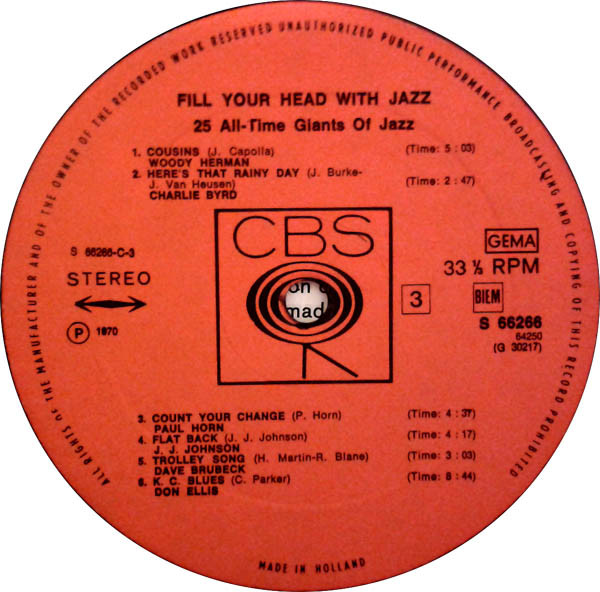 ALL RIGHTS OF THE MANUFACTURER AND OF THE OWNER OF THE RECORDED WORK RESERVED UNAUTHORIZED PUBLIC PERFORMANCE BROADCASTING AND COPYING OF THIS RECORD PROHIBITED
FILL YOUR HEAD WITH JAZZ
25 All-Time Giants Of Jazz
1. COUSINS (J. Capolla) (Time: 5 : 03)
WOODY HERMAN
2. HERE'S THAT RAINY DAY (J. Burke-
J. Van Heusen) (Time: 2 : 47)
CHARLIE BYRD
CBS
S 66266-C-3
STEREO
℗ 1970
GEMA
33 ⅓ RPM
3 BIEM
S 66266
64250
(G 30217)
on
mad
3. COUNT YOUR CHANGE (P. Horn) (Time: 4 : 37)
PAUL HORN
4. FLAT BACK (J. J. Johnson) (Time: 4 : 17)
J. J. JOHNSON
5. TROLLEY SONG (H. Martin-R. Blane) (Time: 3 : 03)
DAVE BRUBECK
6. K. C. BLUES (C. Parker) (Time: 8 : 44)
DON ELLIS
MADE IN HOLLAND